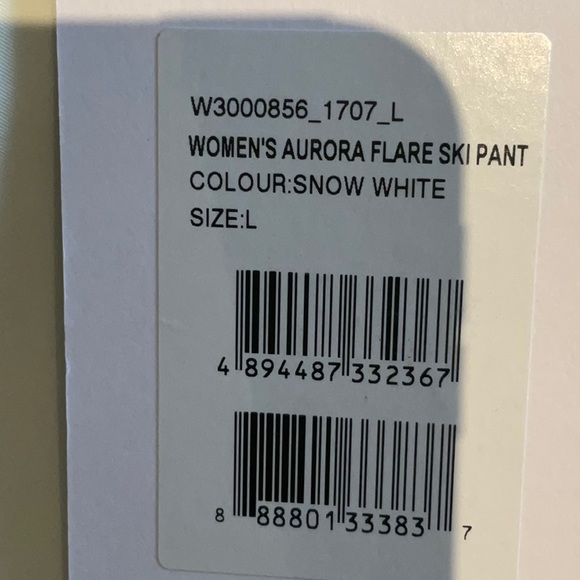 W3000856_1707_L
WOMEN'S AURORA FLARE SKI PANT
COLOUR:SNOW WHITE
SIZE:L
4 894487 332367
8 88801 33383 7